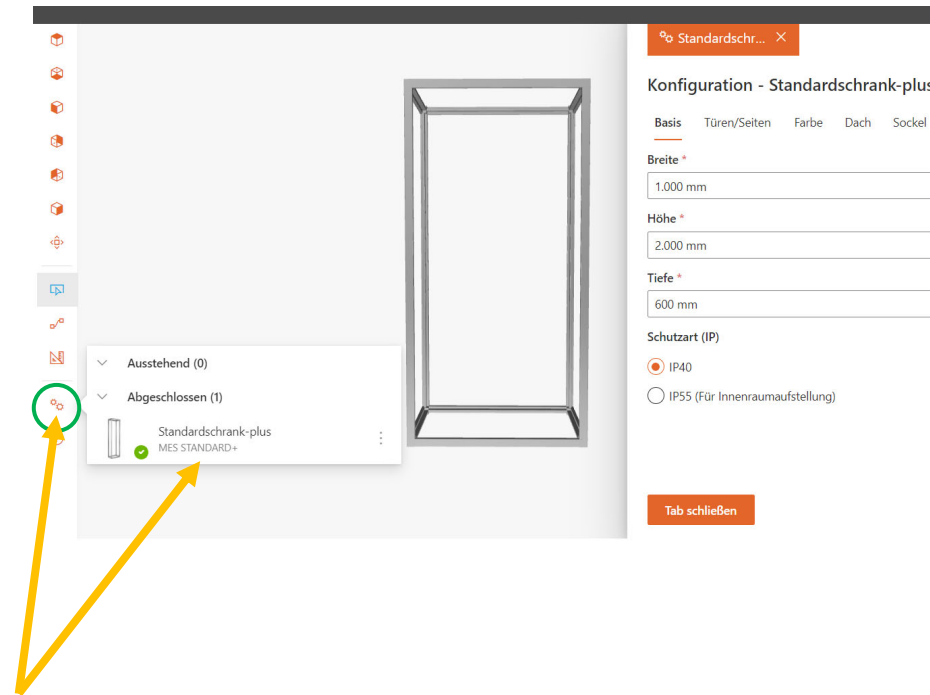 Standardschr...
Konfiguration - Standardschrank-plus
Basis Türen/Seiten Farbe Dach Sockel
Breite *
1.000 mm
Höhe *
2.000 mm
Tiefe *
600 mm
Schutzart (IP)
IP40
IP55 (Für Innenraumaufstellung)
Tab schließen
Ausstehend (0)
Abgeschlossen (1)
Standardschrank-plus
MES STANDARD+